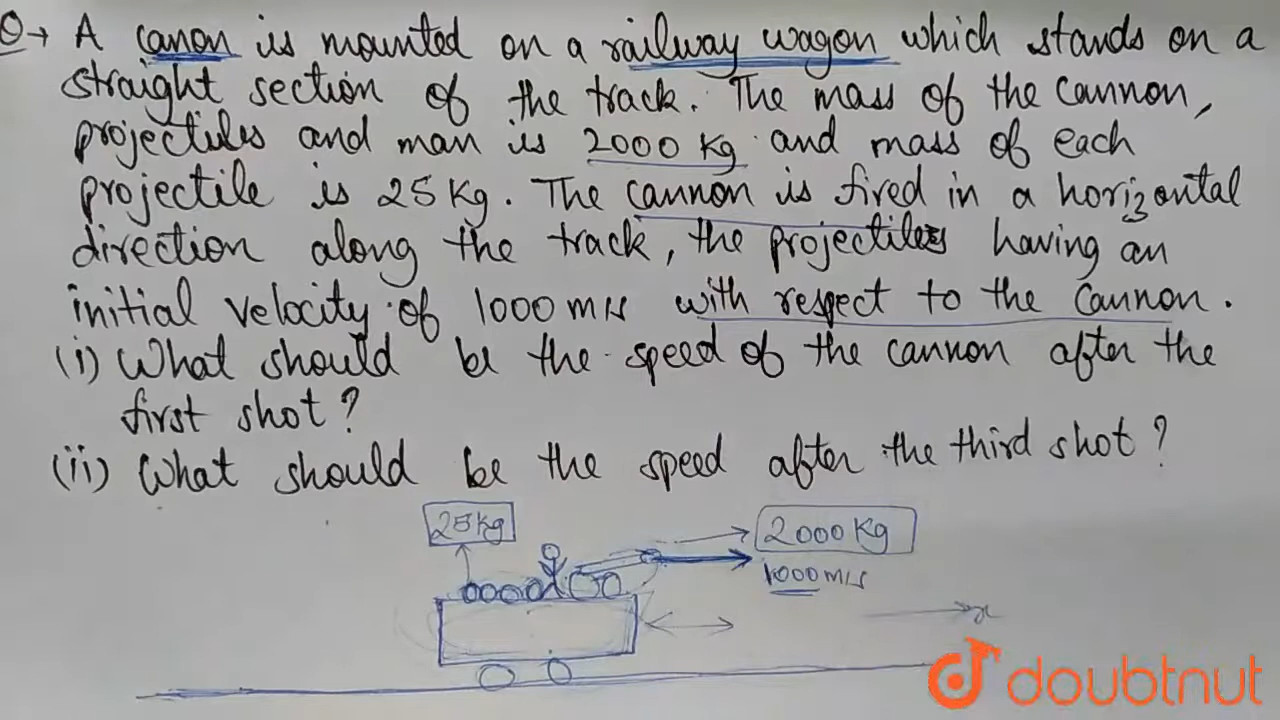 Q→ A canon is mounted on a railway wagon which stands on a
straight section of the track. The mass of the cannon,
projectiles and man is 2000 kg and mass of each
projectile is 25 Kg. The cannon is fired in a horizontal
direction along the track, the projectiles having an
initial velocity of 1000 m/s with respect to the cannon.
(i) What should be the speed of the cannon after the
first shot?
(ii) What should be the speed after the third shot?
25kg
2000 Kg
1000 m/s
x
doubtnut